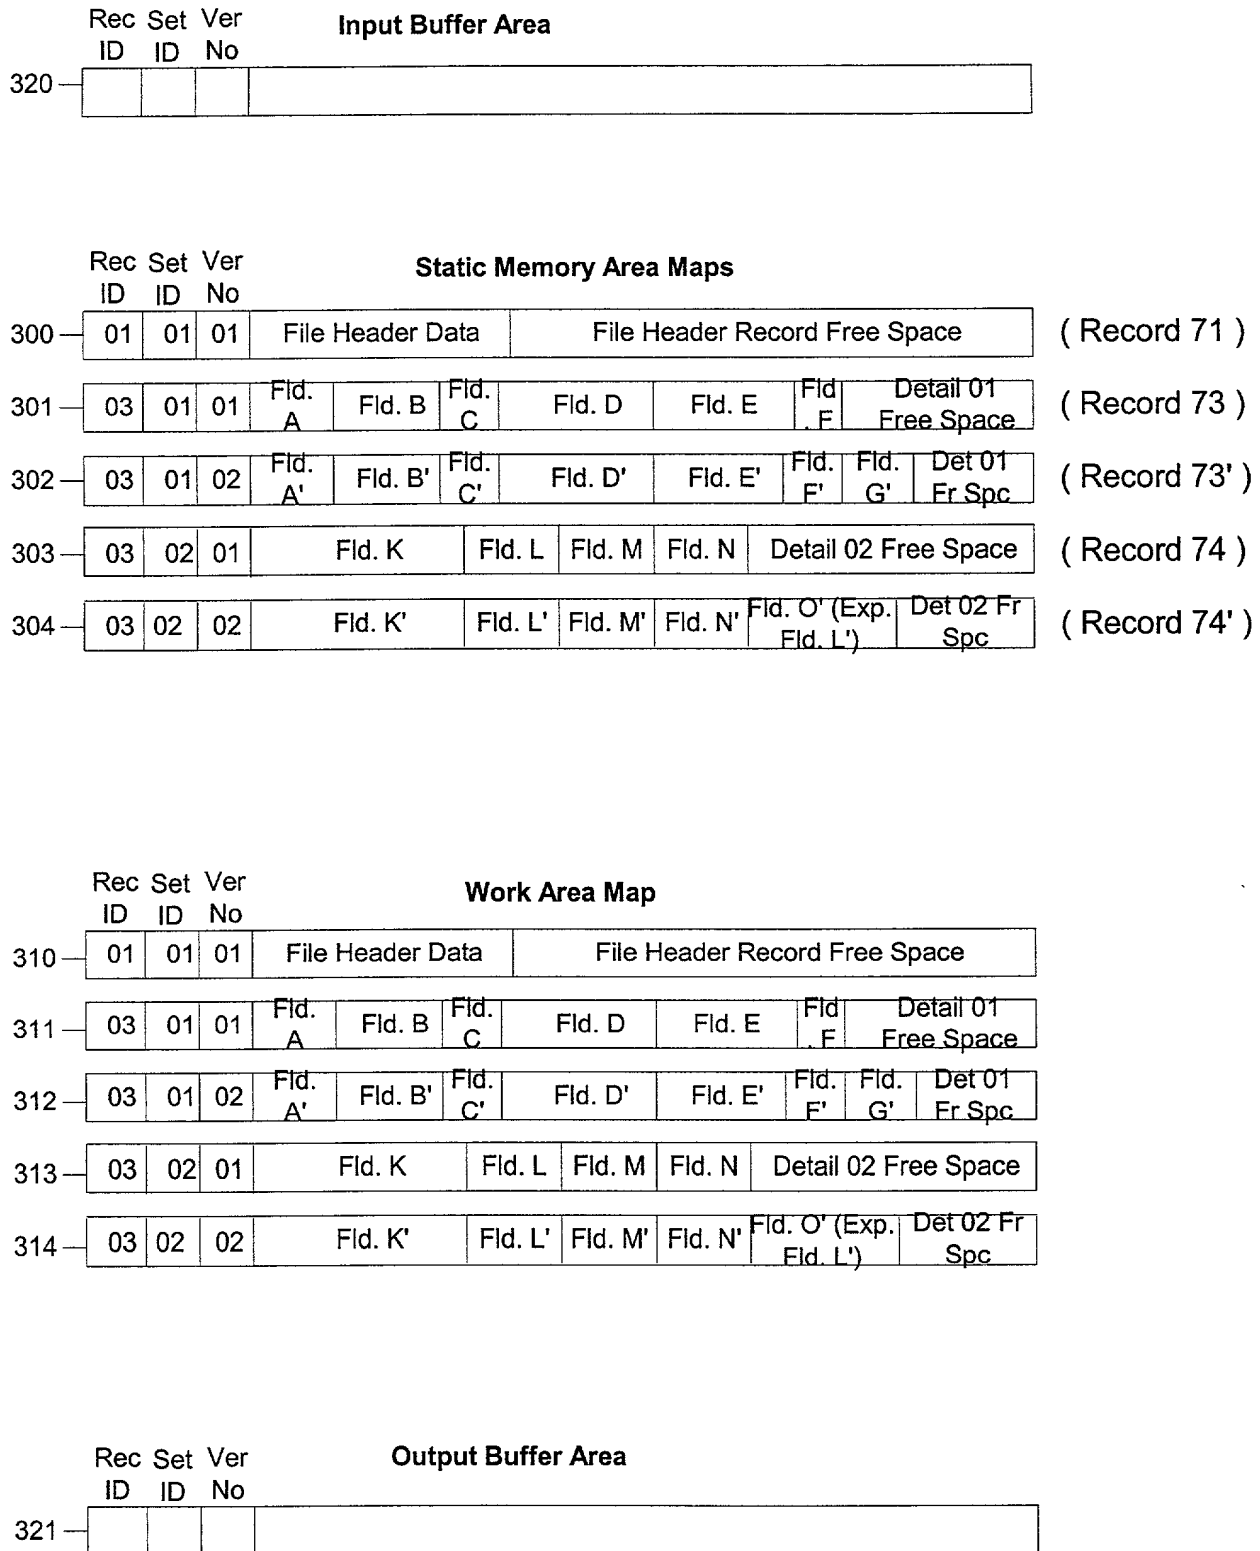 Rec Set Ver
ID ID No
Input Buffer Area
320
Rec Set Ver
ID ID No
Static Memory Area Maps
300 01 01 01 File Header Data File Header Record Free Space ( Record 71 )
301 03 01 01 Fld. A Fld. B Fld. C Fld. D Fld. E Fld . F Detail 01 Free Space ( Record 73 )
302 03 01 02 Fld. A' Fld. B' Fld. C' Fld. D' Fld. E' Fld. F' Fld. G' Det 01 Fr Spc ( Record 73' )
303 03 02 01 Fld. K Fld. L Fld. M Fld. N Detail 02 Free Space ( Record 74 )
304 03 02 02 Fld. K' Fld. L' Fld. M' Fld. N' Fld. O' (Exp. Fld. L') Det 02 Fr Spc ( Record 74' )
Rec Set Ver
ID ID No
Work Area Map
310 01 01 01 File Header Data File Header Record Free Space
311 03 01 01 Fld. A Fld. B Fld. C Fld. D Fld. E Fld . F Detail 01 Free Space
312 03 01 02 Fld. A' Fld. B' Fld. C' Fld. D' Fld. E' Fld. F' Fld. G' Det 01 Fr Spc
313 03 02 01 Fld. K Fld. L Fld. M Fld. N Detail 02 Free Space
314 03 02 02 Fld. K' Fld. L' Fld. M' Fld. N' Fld. O' (Exp. Fld. L') Det 02 Fr Spc
Rec Set Ver
ID ID No
Output Buffer Area
321